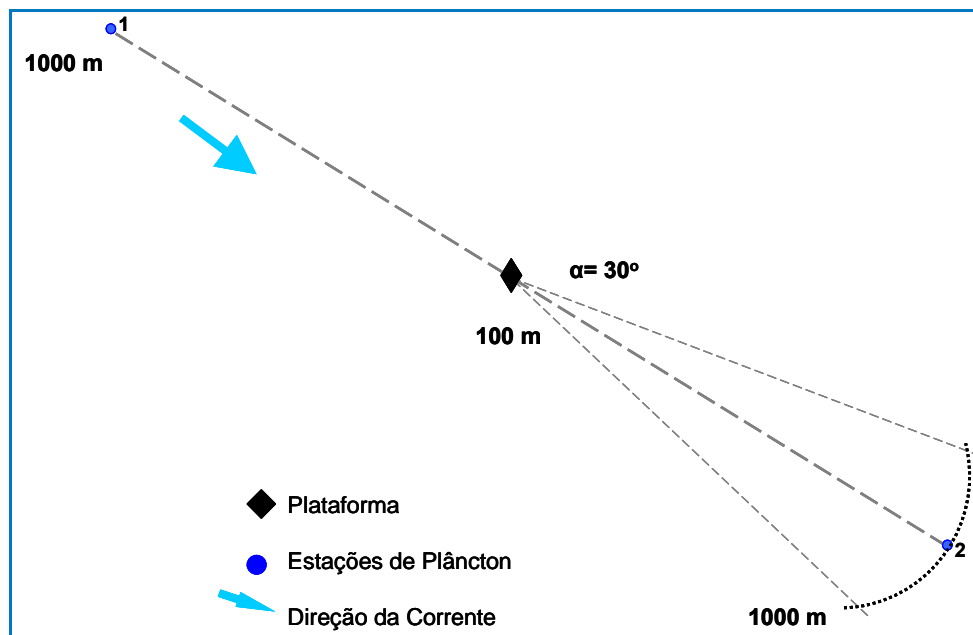 1
1000 m
α= 30º
100 m
Plataforma
Estações de Plâncton
2
Direção da Corrente
1000 m